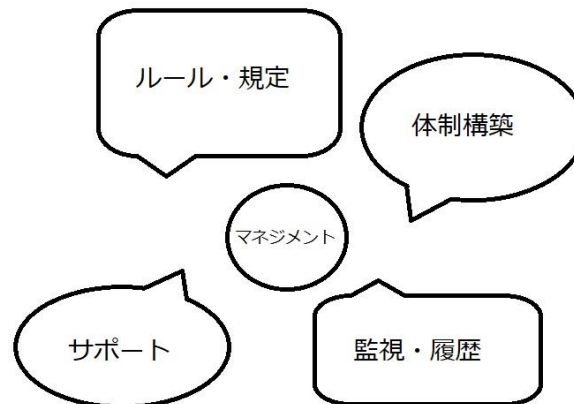 ルール・規定
体制構築
マネジメント
サポート
監視・履歴